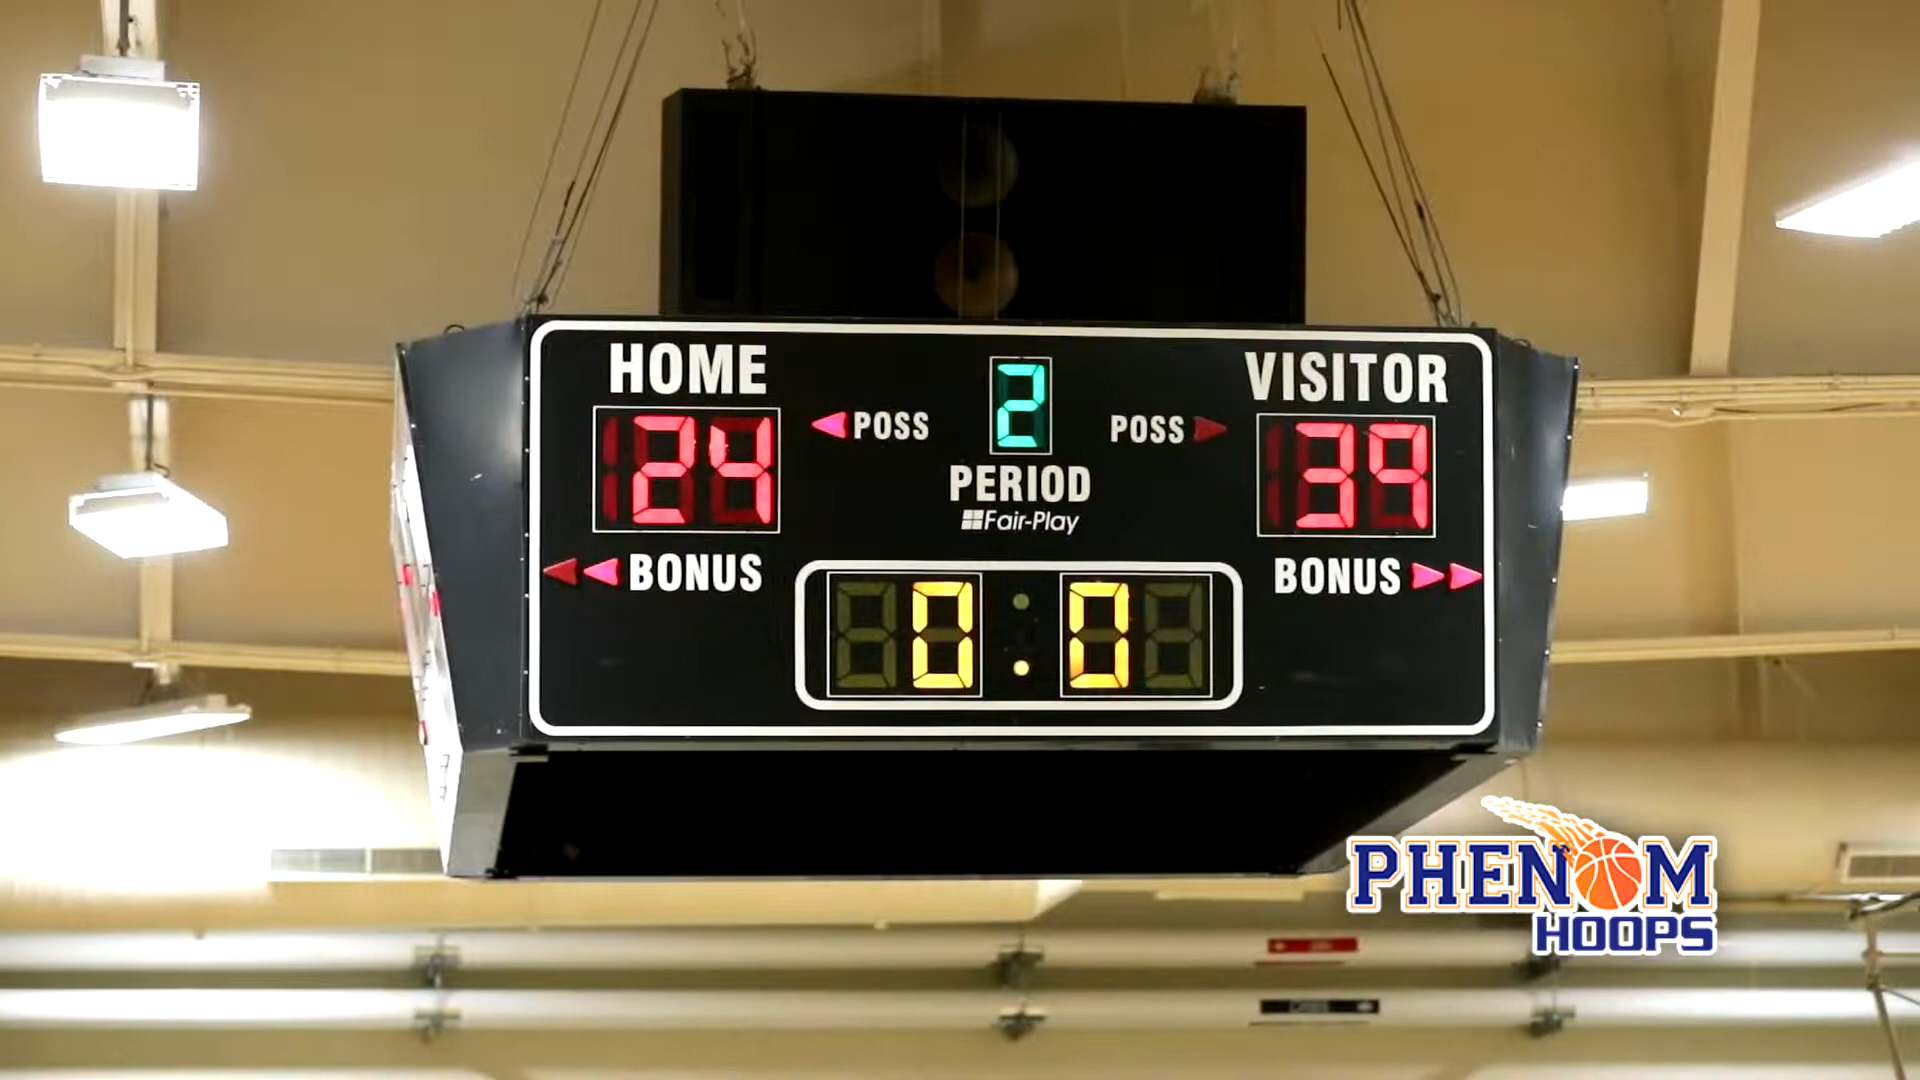 HOME
2
VISITOR
24
POSS
POSS
39
PERIOD
Fair-Play
BONUS
BONUS
0.0
PHENOM
HOOPS